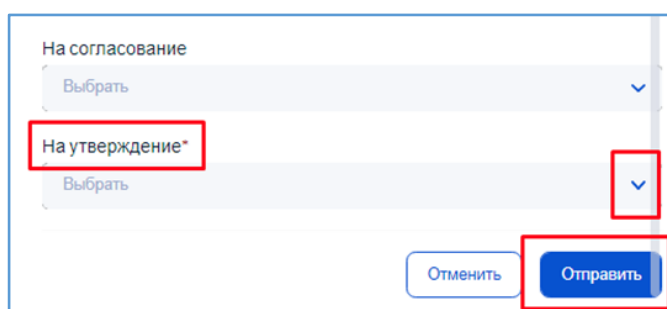 На согласование
Выбрать
На утверждение*
Выбрать
Отменить Отправить